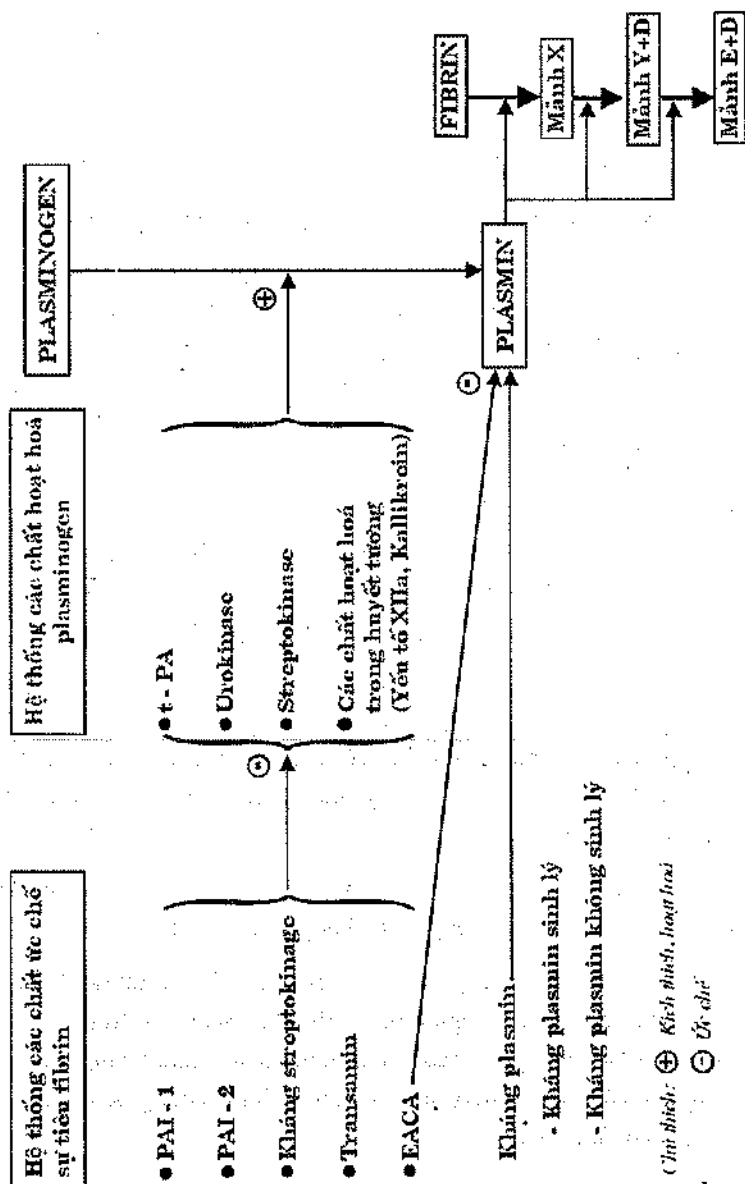 Hệ thống các chất ức chế
sự tiêu fibrin
● PAI - 1
● PAI - 2
● Kháng streptokinage
● Transamin
● EACA
Kháng plasmin
- Kháng plasmin sinh lý
- Kháng plasmin không sinh lý
Chú thích: ⊕ Kích thích, hoạt hoá
⊖ Ức chế
Hệ thống các chất hoạt hoá
plasminogen
● t - PA
● Urokinase
● Streptokinase
● Các chất hoạt hoá
trong huyết tương
(Yếu tố XIIa, Kallikrein)
⊖
PLASMINOGEN
⊕
⊖
PLASMIN
FIBRIN
Mảnh X
Mảnh Y+D
Mảnh E+D